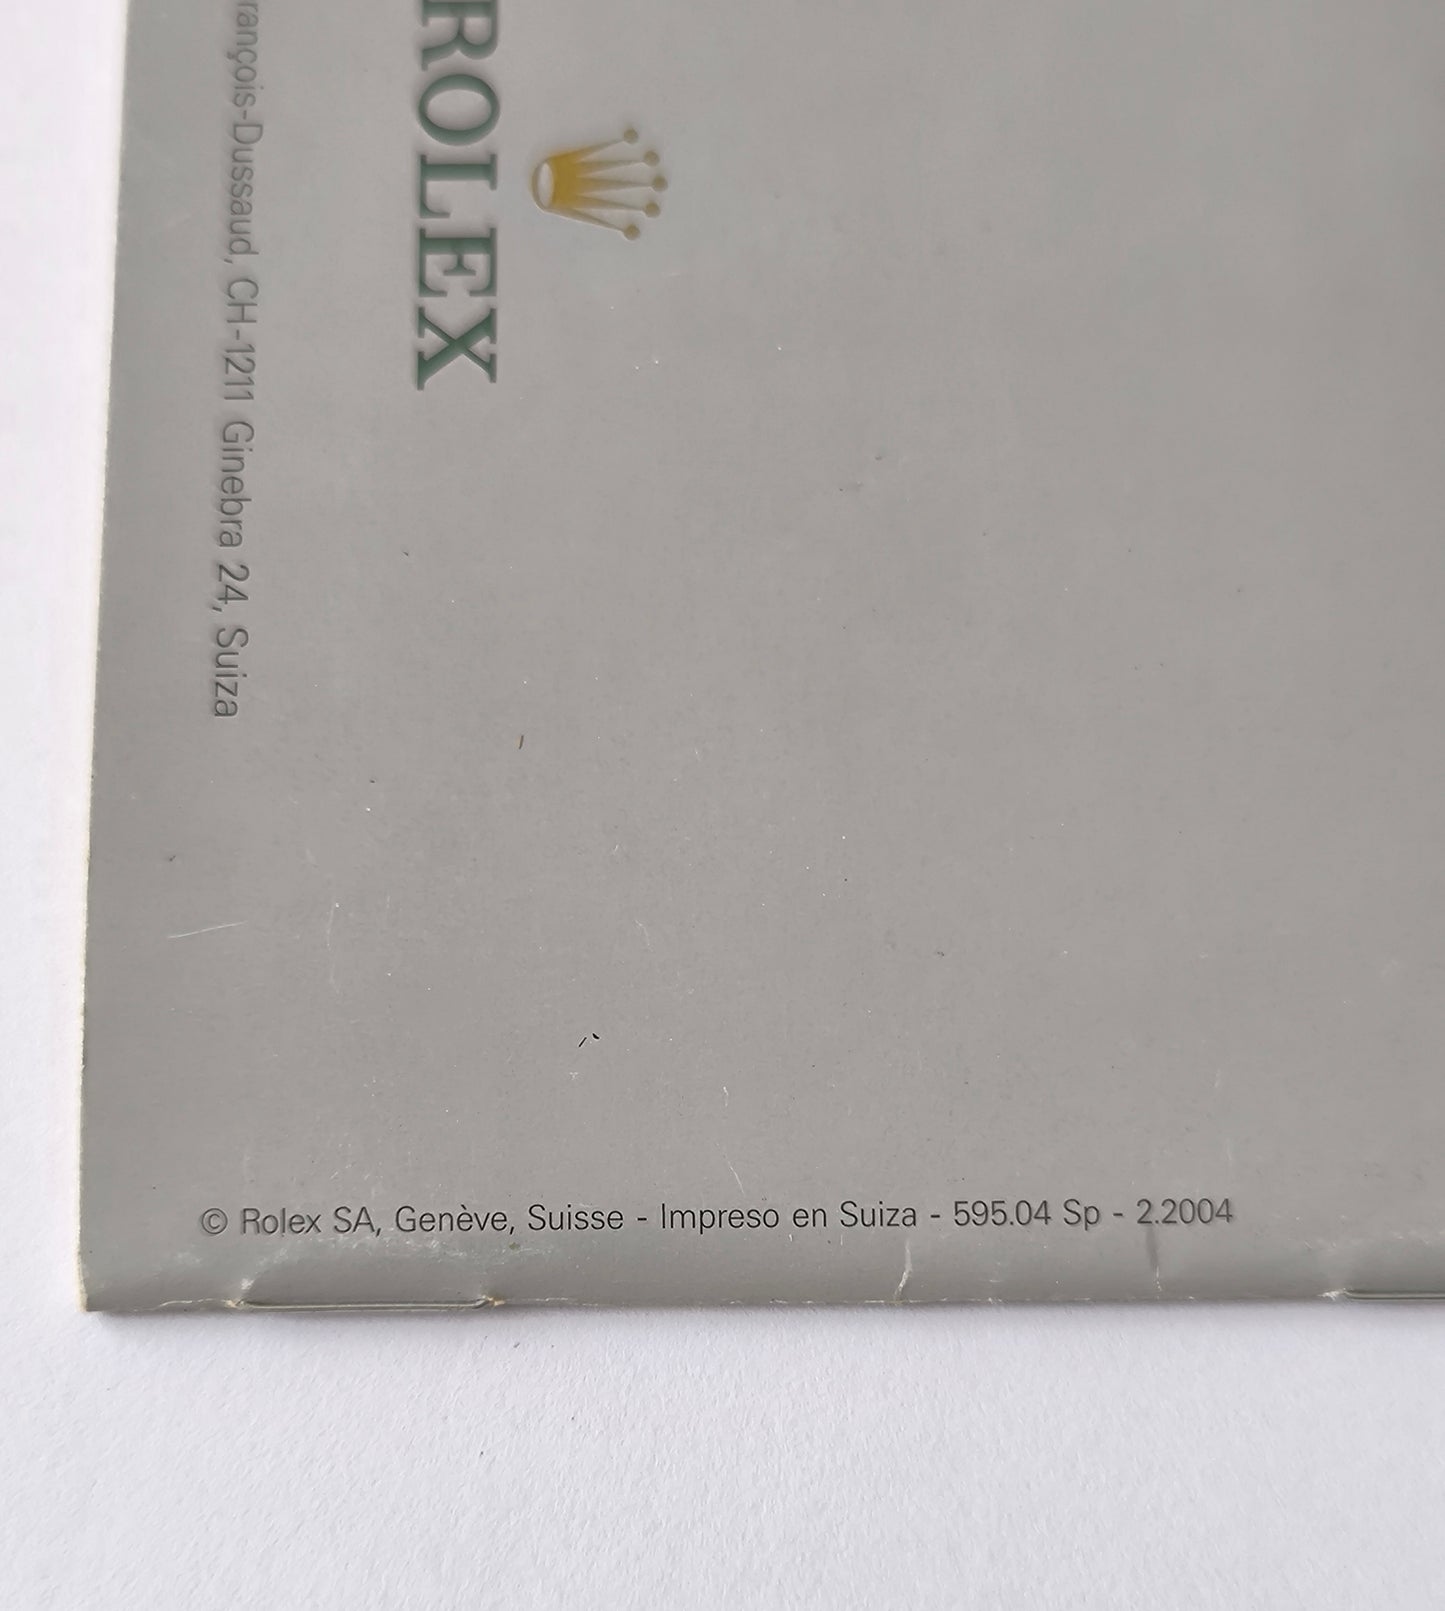 ROLEX
François-Dussaud, CH-1211 Ginebra 24, Suiza
© Rolex SA, Genève, Suisse - Impreso en Suiza - 595.04 Sp - 2.2004